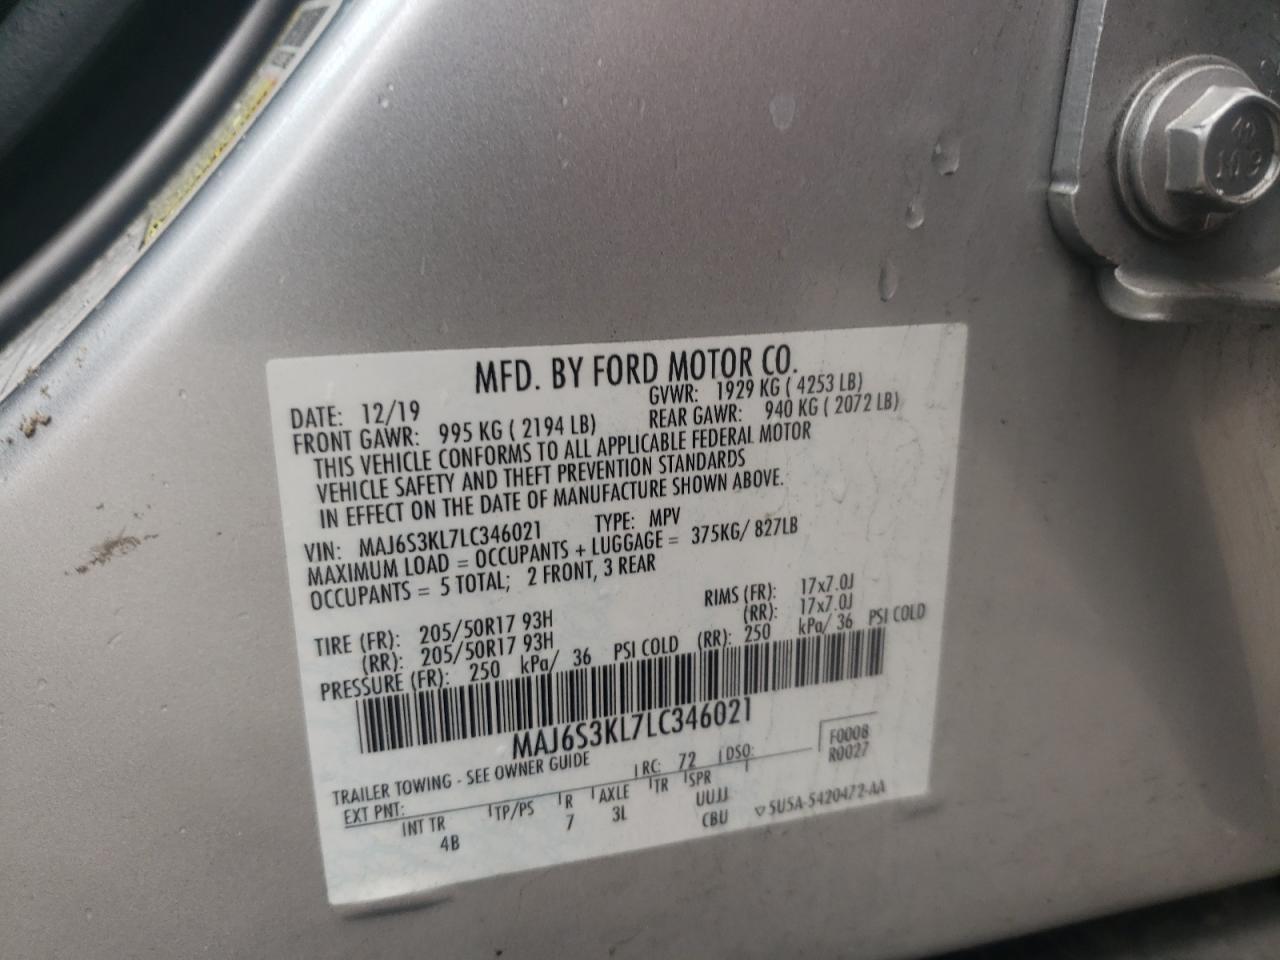 MFD. BY FORD MOTOR CO.
DATE: 12/19 GVWR: 1929 KG ( 4253 LB)
FRONT GAWR: 995 KG ( 2194 LB) REAR GAWR: 940 KG ( 2072 LB)
THIS VEHICLE CONFORMS TO ALL APPLICABLE FEDERAL MOTOR
VEHICLE SAFETY AND THEFT PREVENTION STANDARDS
IN EFFECT ON THE DATE OF MANUFACTURE SHOWN ABOVE.
VIN: MAJ6S3KL7LC346021 TYPE: MPV
MAXIMUM LOAD = OCCUPANTS + LUGGAGE = 375KG/ 827LB
OCCUPANTS = 5 TOTAL; 2 FRONT, 3 REAR
TIRE (FR): 205/50R17 93H RIMS (FR): 17x7.0J
(RR): 205/50R17 93H (RR): 17x7.0J
PRESSURE (FR): 250 kPa/ 36 PSI COLD (RR): 250 kPa/ 36 PSI COLD
MAJ6S3KL7LC346021
TRAILER TOWING - SEE OWNER GUIDE
F0008
R0027
EXT PNT: RC: 72 DSO:
INT TR TP/PS R AXLE TR SPR
4B 7 3L UUJJ
CBU 5U5A-5420472-AA